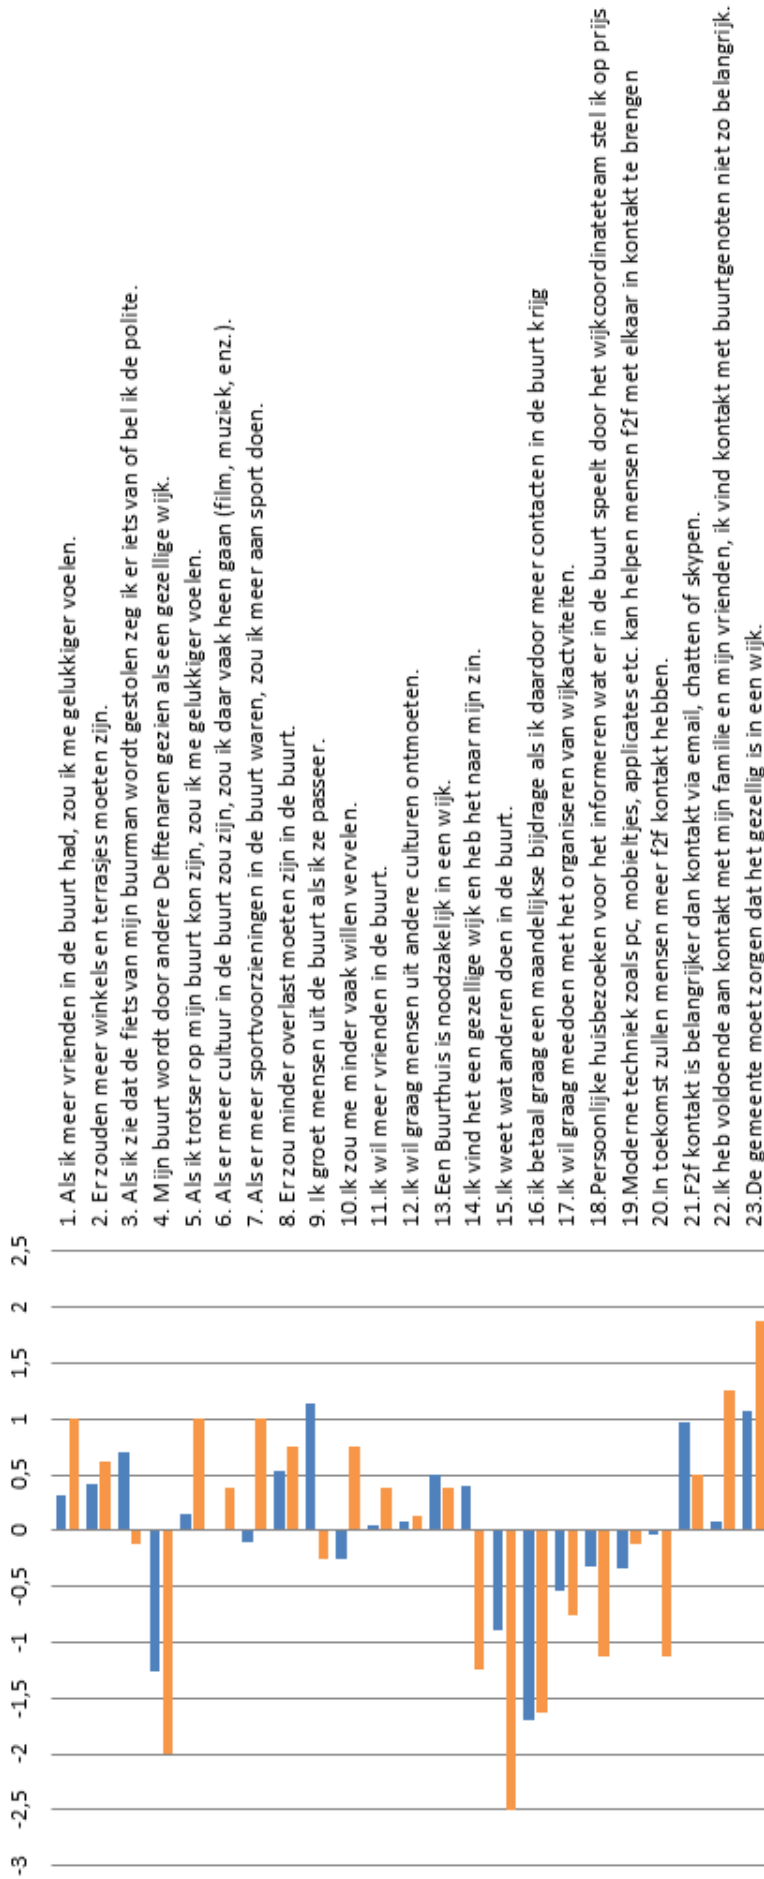 1. Als ik meer vrienden in de buurt had, zou ik me gelukkiger voelen.
2. Er zouden meer winkels en terrasjes moeten zijn.
3. Als ik zie dat de fiets van mijn buurman wordt gestolen zeg ik er iets van of bel ik de polite.
4. Mijn buurt wordt door andere Delftenaren gezien als een gezellige wijk.
5. Als ik trotser op mijn buurt kon zijn, zou ik me gelukkiger voelen.
6. Als er meer cultuur in de buurt zou zijn, zou ik daar vaak heen gaan (film, muziek, enz.).
7. Als er meer sportvoorzieningen in de buurt waren, zou ik meer aan sport doen.
8. Er zou minder overlast moeten zijn in de buurt.
9. Ik groet mensen uit de buurt als ik ze passeer.
10.Ik zou me minder vaak willen vervelen.
11.Ik wil meer vrienden in de buurt.
12.Ik wil graag mensen uit andere culturen ontmoeten.
13.Een Buurthuis is noodzakelijk in een wijk.
14.Ik vind het een gezellige wijk en heb het naar mijn zin.
15.Ik weet wat anderen doen in de buurt.
16.ik betaal graag een maandelijkse bijdrage als ik daardoor meer contacten in de buurt krijg
17.Ik wil graag meedoen met het organiseren van wijkactviteiten.
18.Persoonlijke huisbezoeken voor het informeren wat er in de buurt speelt door het wijkcoordinateteam stel ik op prijs
19.Moderne techniek zoals pc, mobieltjes, applicates etc. kan helpen mensen f2f met elkaar in kontakt te brengen
20.In toekomst zullen mensen meer f2f kontakt hebben.
21.F2f kontakt is belangrijker dan kontakt via email, chatten of skypen.
22.Ik heb voldoende aan kontakt met mijn familie en mijn vrienden, ik vind kontakt met buurtgenoten niet zo belangrijk.
23.De gemeente moet zorgen dat het gezellig is in een wijk.
-3 -2,5 -2 -1,5 -1 -0,5 0 0,5 1 1,5 2 2,5